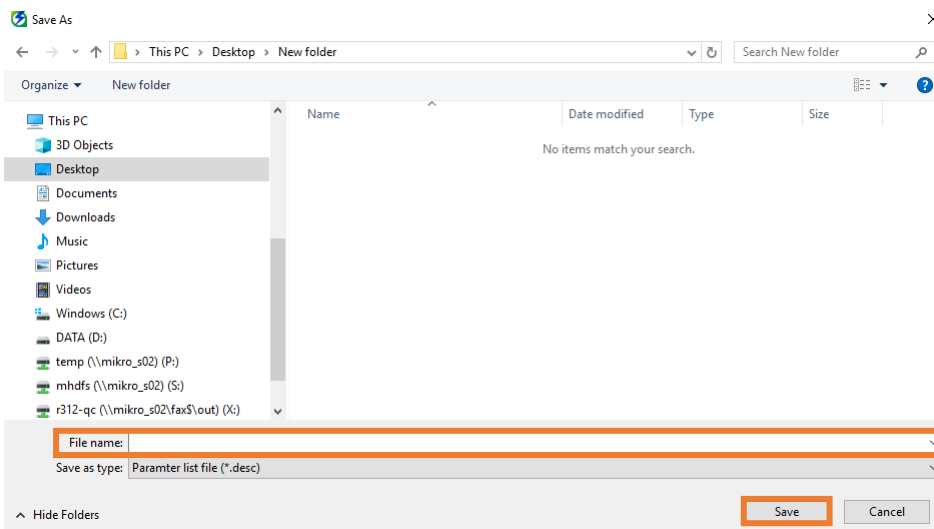 Save As
This PC > Desktop > New folder
Search New folder
Organize
New folder
Name
Date modified
Type
Size
No items match your search.
This PC
3D Objects
Desktop
Documents
Downloads
Music
Pictures
Videos
Windows (C:)
DATA (D:)
temp (\\mikro_s02) (P:)
mhdfs (\\mikro_s02) (S:)
r312-qc (\\mikro_s02\fax$\out) (X:)
File name:
Save as type: Paramter list file (*.desc)
Hide Folders
Save
Cancel